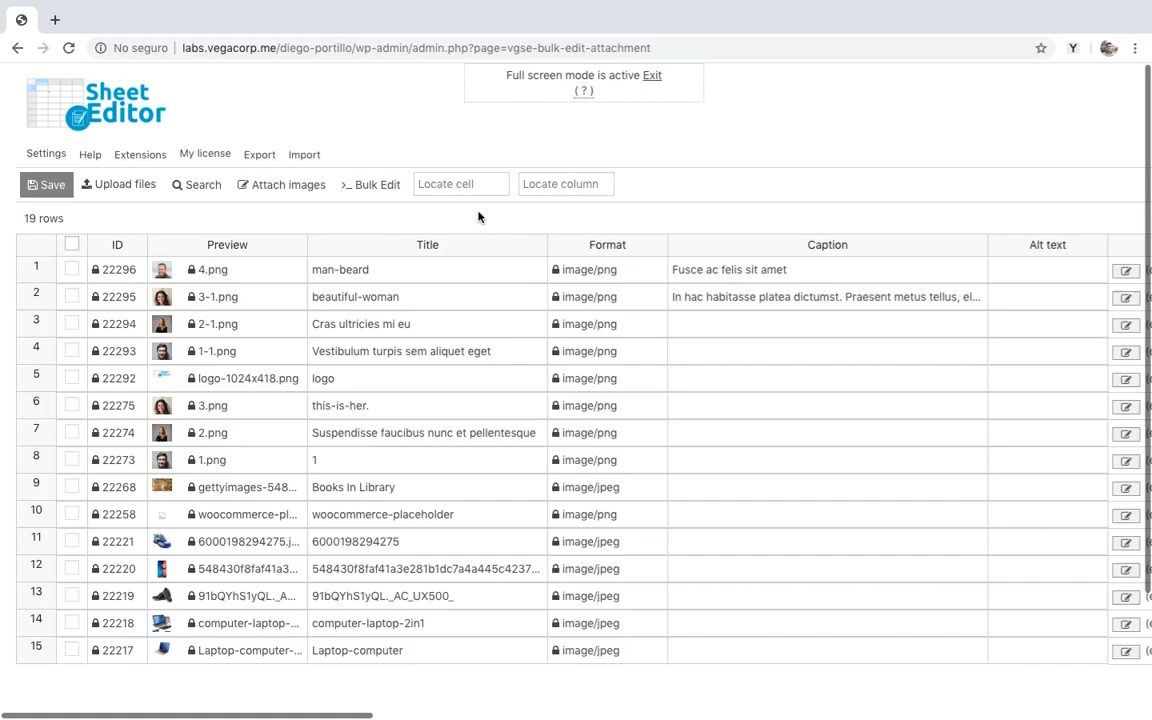 No seguro | labs.vegacorp.me/diego-portillo/wp-admin/admin.php?page=vgse-bulk-edit-attachment
Y
Full screen mode is active Exit
( ? )
Sheet
Editor
Settings Help Extensions My license Export Import
Save Upload files Search Attach images >_ Bulk Edit Locate cell Locate column
19 rows
ID Preview Title Format Caption Alt text
1 22296 4.png man-beard image/png Fusce ac felis sit amet
2 22295 3-1.png beautiful-woman image/png In hac habitasse platea dictumst. Praesent metus tellus, el...
3 22294 2-1.png Cras ultricies mi eu image/png
4 22293 1-1.png Vestibulum turpis sem aliquet eget image/png
5 22292 logo-1024x418.png logo image/png
6 22275 3.png this-is-her. image/png
7 22274 2.png Suspendisse faucibus nunc et pellentesque image/png
8 22273 1.png 1 image/png
9 22268 gettyimages-548... Books In Library image/jpeg
10 22258 woocommerce-pl... woocommerce-placeholder image/png
11 22221 6000198294275.j... 6000198294275 image/jpeg
12 22220 548430f8faf41a3... 548430f8faf41a3e281b1dc7a4a445c4237... image/jpeg
13 22219 91bQYhS1yQL._A... 91bQYhS1yQL._AC_UX500_ image/jpeg
14 22218 computer-laptop-... computer-laptop-2in1 image/jpeg
15 22217 Laptop-computer-... Laptop-computer image/jpeg